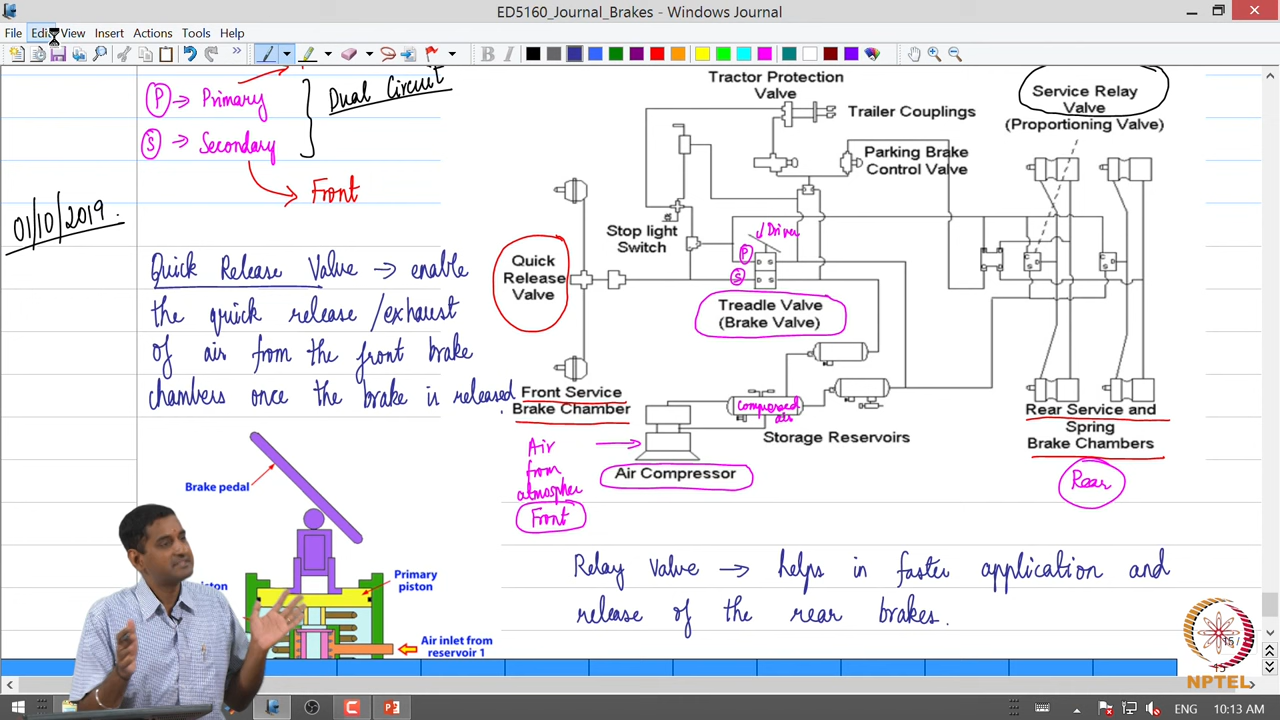 ED5160_Journal_Brakes - Windows Journal
File Edit View Insert Actions Tools Help
P → Primary
S → Secondary
Dual Circuit
Front
01/10/2019.
Quick Release Valve → enable
the quick release/exhaust
of air from the front brake
chambers once the brake is released.
Tractor Protection
Valve
Trailer Couplings
Parking Brake
Control Valve
Service Relay
Valve
(Proportioning Valve)
Stop light
Switch
Driver
P
S
Quick
Release
Valve
Treadle Valve
(Brake Valve)
Front Service
Brake Chamber
compressed
air
Storage Reservoirs
Air Compressor
Air
from
atmospher
Front
Rear Service and
Spring
Brake Chambers
Rear
Relay Valve → helps in faster application and
release of the rear brakes.
Brake pedal
Primary
piston
Air inlet from
reservoir 1
NPTEL
ENG 10:13 AM